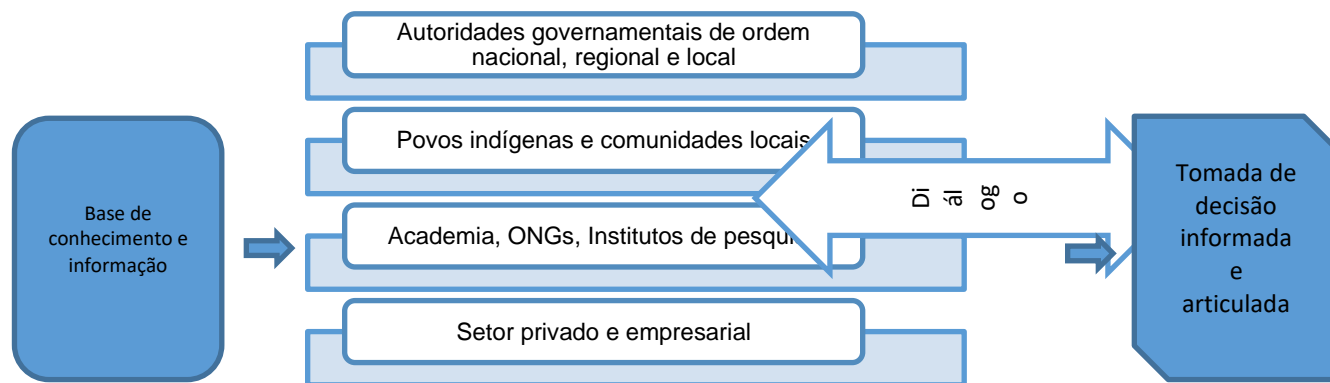 Autoridades governamentais de ordem
nacional, regional e local
Povos indígenas e comunidades locais
Base de
conhecimento e
informação
Academia, ONGs, Institutos de pesqui
Setor privado e empresarial
Di
ál
og
o
Tomada de
decisão
informada
e
articulada